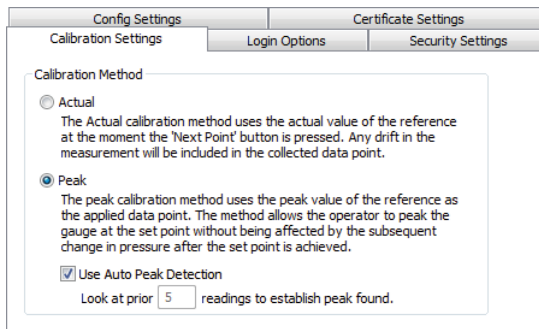 Config Settings
Certificate Settings
Calibration Settings
Login Options
Security Settings
Calibration Method
Actual
The Actual calibration method uses the actual value of the reference
at the moment the 'Next Point' button is pressed. Any drift in the
measurement will be included in the collected data point.
Peak
The peak calibration method uses the peak value of the reference as
the applied data point. The method allows the operator to peak the
gauge at the set point without being affected by the subsequent
change in pressure after the set point is achieved.
Use Auto Peak Detection
Look at prior 5 readings to establish peak found.